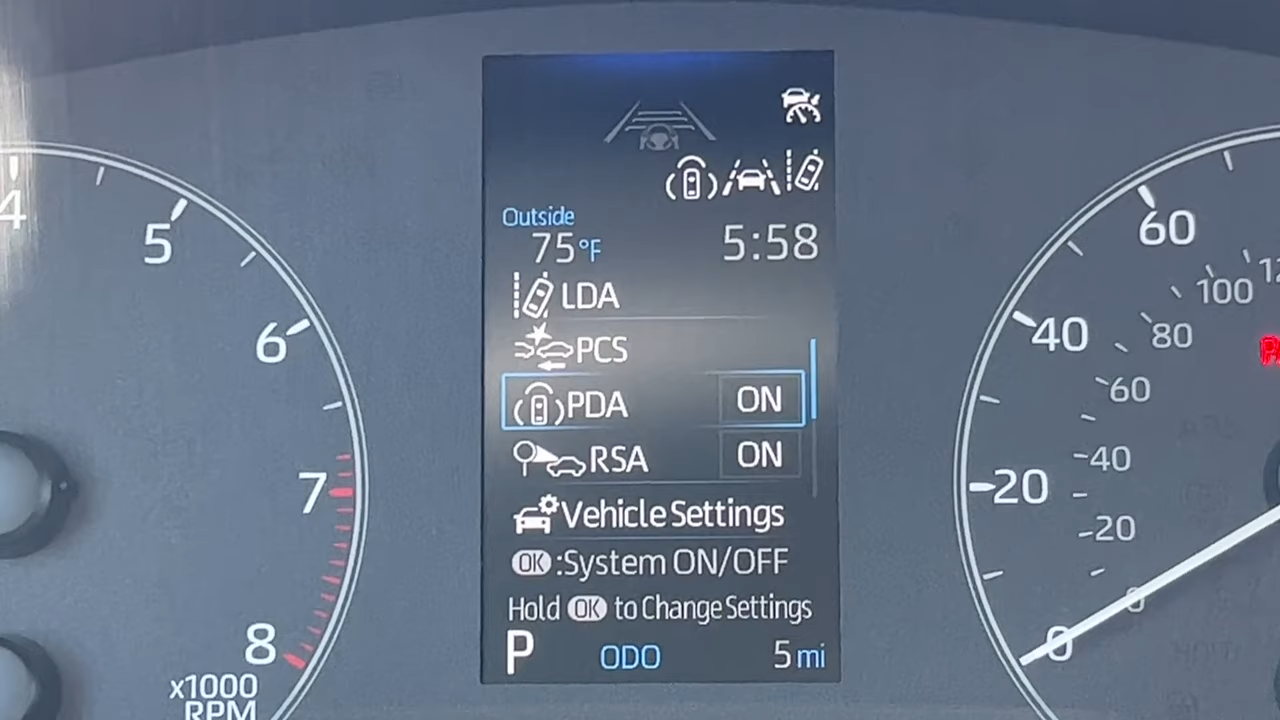 Outside
75°F 5:58
LDA
PCS
PDA ON
RSA ON
Vehicle Settings
OK :System ON/OFF
Hold OK to Change Settings
P ODO 5 mi
4
5
6
7
8
x1000
RPM
60
40
20
0
100
80
60
40
20
0